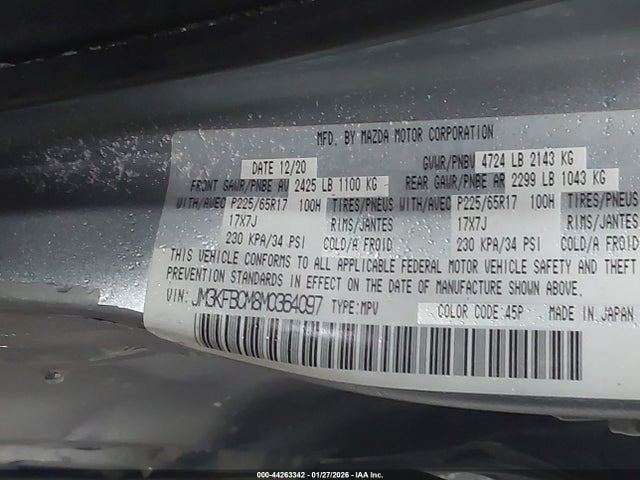 MFD. BY MAZDA MOTOR CORPORATION
DATE 12/20 GVWR/PNBV 4724 LB 2143 KG
FRONT GAWR/PNBE AV 2425 LB 1100 KG REAR GAWR/PNBE AR 2299 LB 1043 KG
WITH/AVEC P225/65R17 100H TIRES/PNEUS WITH/AVEC P225/65R17 100H TIRES/PNEUS
17X7J RIMS/JANTES 17X7J RIMS/JANTES
230 KPA/34 PSI COLD/A FROID 230 KPA/34 PSI COLD/A FROID
THIS VEHICLE CONFORMS TO ALL APPLICABLE FEDERAL MOTOR VEHICLE SAFETY AND THEFT
PREVENTION STANDARDS IN EFFECT ON THE DATE OF MANUFACTURE SHOWN ABOVE.
VIN: JM3KFBCM8M0364097 TYPE:MPV COLOR CODE:45P MADE IN JAPAN
000-44263342 - 01/27/2026 - IAA Inc.